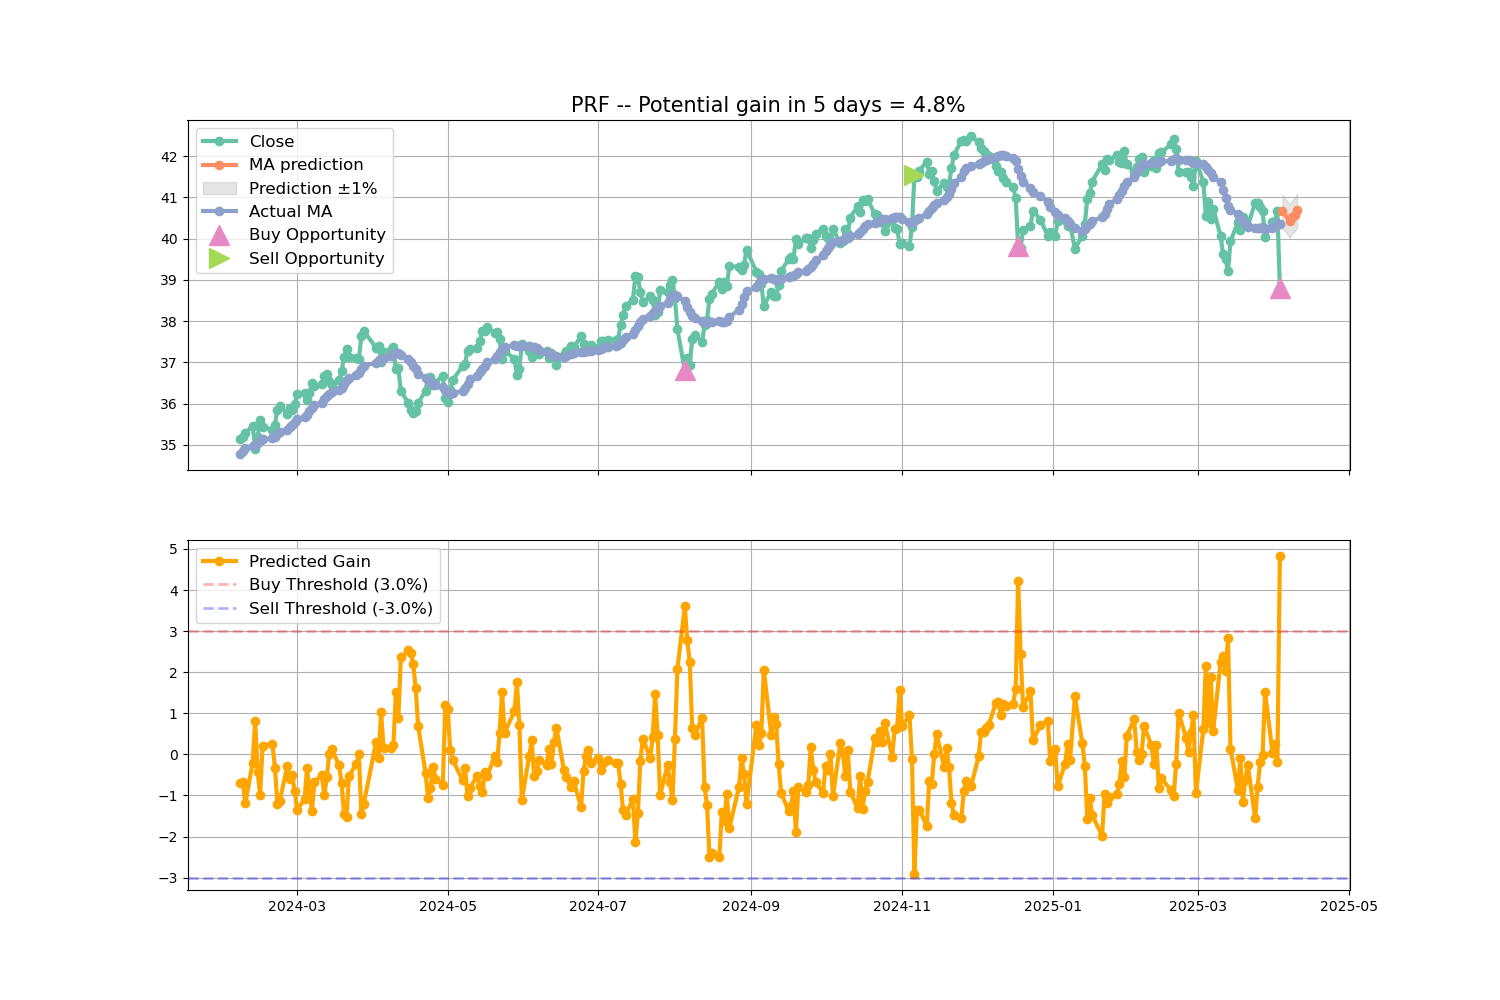 PRF -- Potential gain in 5 days = 4.8%
Close
MA prediction
Prediction ±1%
Actual MA
Buy Opportunity
Sell Opportunity
42
41
40
39
38
37
36
35
Predicted Gain
Buy Threshold (3.0%)
Sell Threshold (-3.0%)
5
4
3
2
1
0
−1
−2
−3
2024-03 2024-05 2024-07 2024-09 2024-11 2025-01 2025-03 2025-05